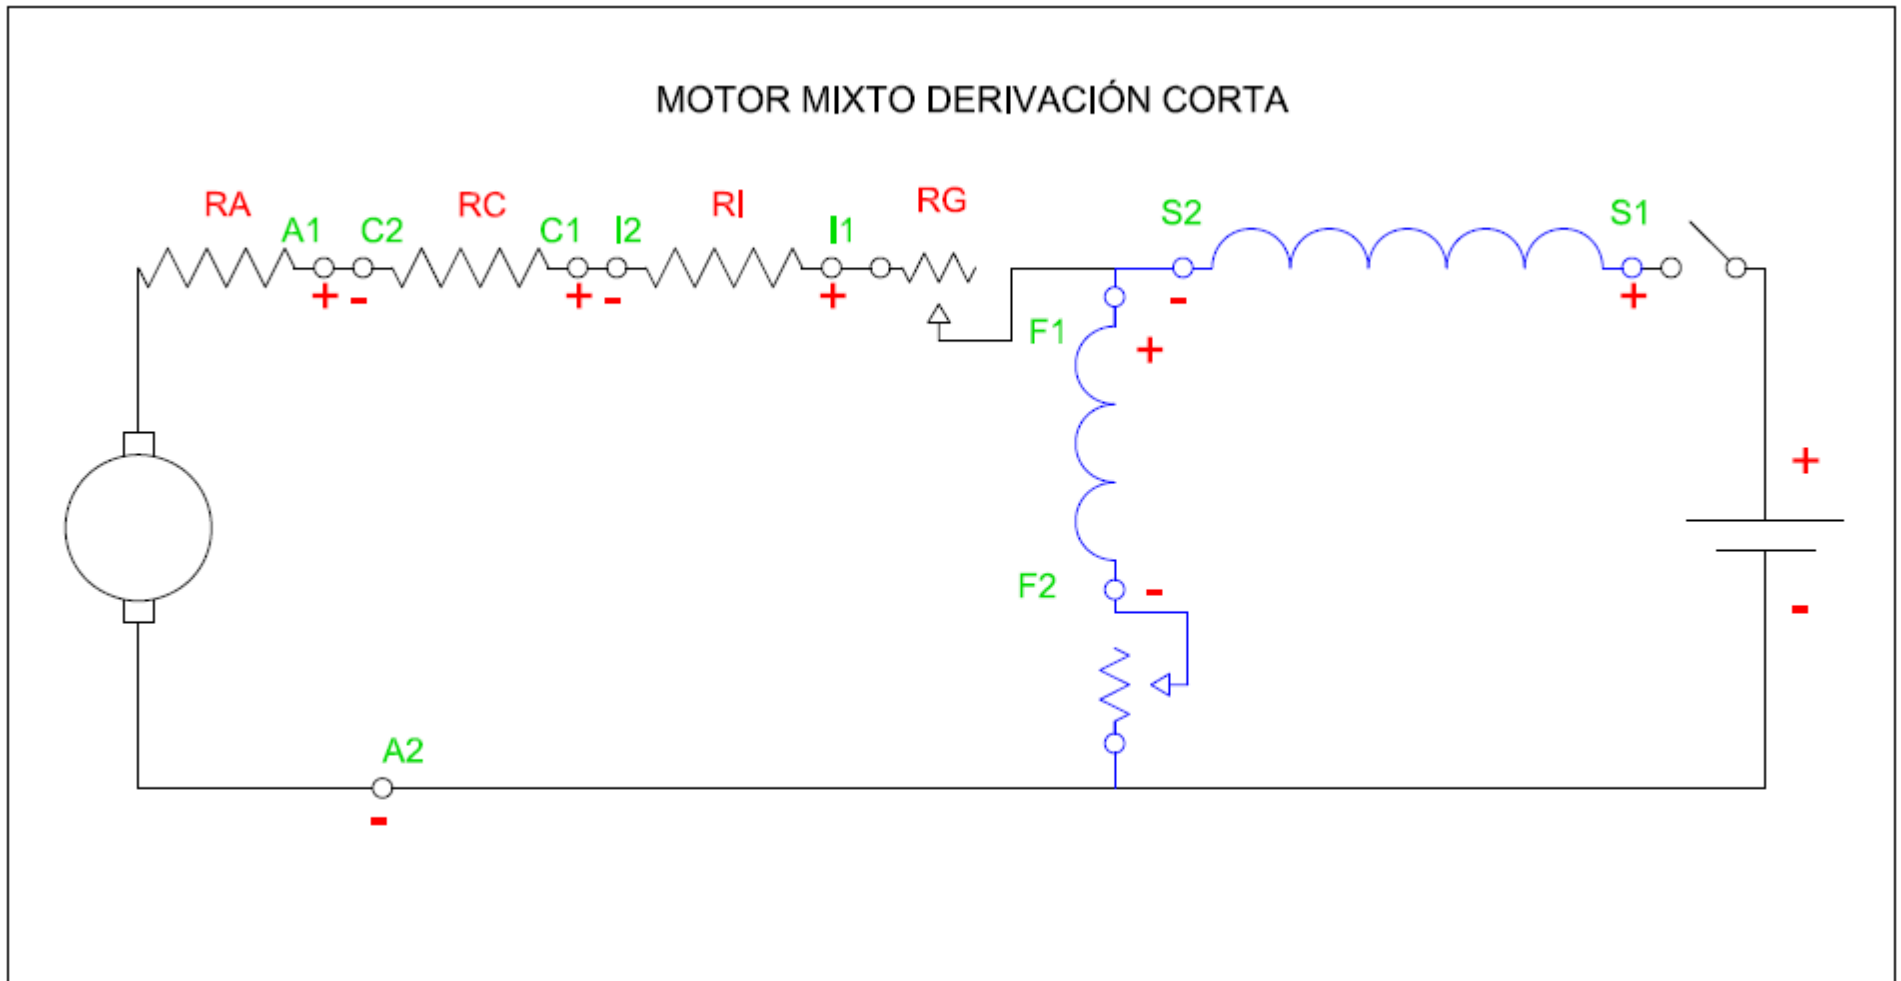 MOTOR MIXTO DERIVACIÓN CORTA
RA RC RI RG
A1 C2 C1 I2 I1 S2 S1
+ - + - + - +
F1 +
+
F2 -
-
A2
-